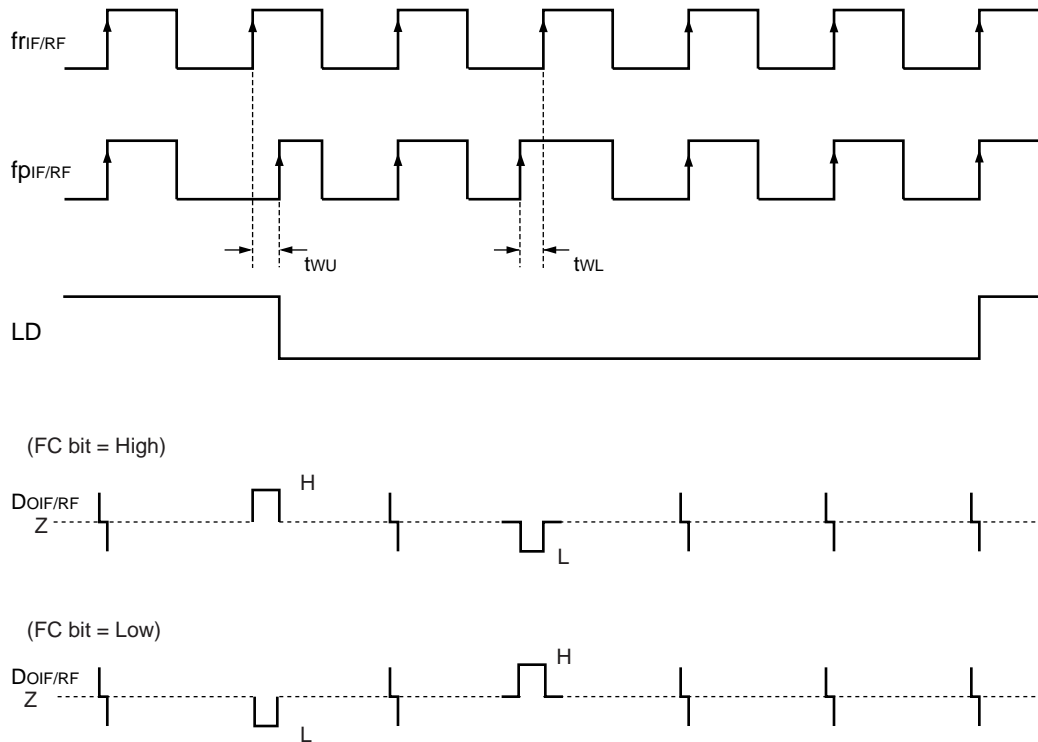 frIF/RF
fpIF/RF
tWU
tWL
LD
(FC bit = High)
DOIF/RF
H
Z
L
(FC bit = Low)
DOIF/RF
H
Z
L